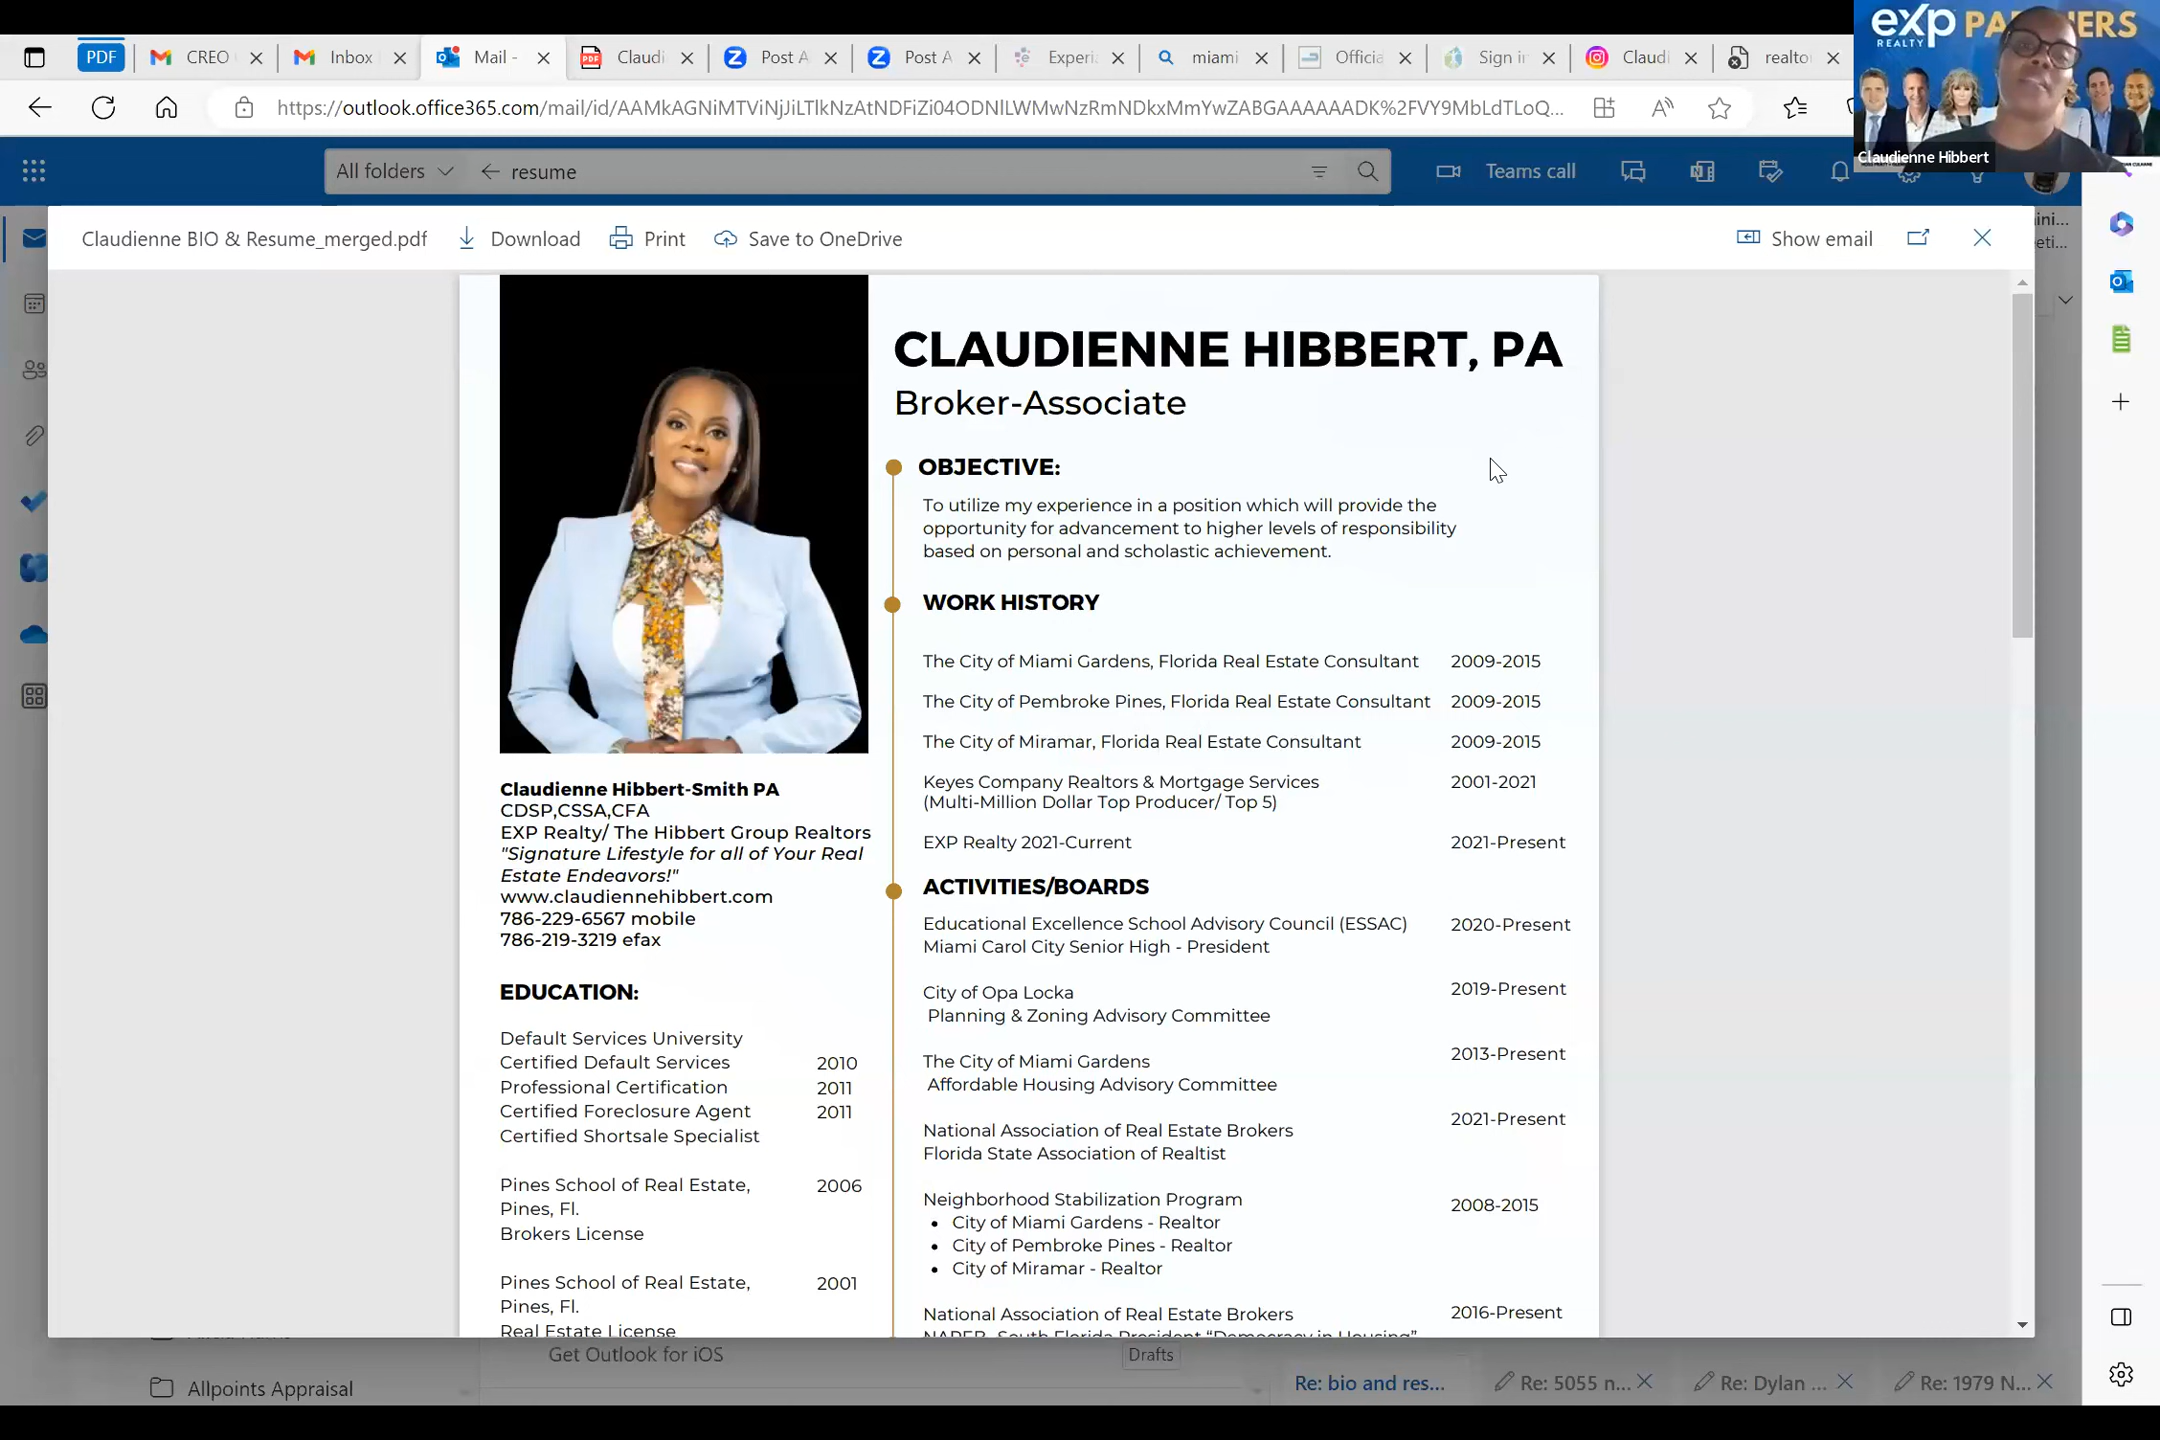 PDF
CREO
Inbox
Mail -
Claudi
Post A
Post A
Experi
miami
Officia
Sign in
Claudi
realto
https://outlook.office365.com/mail/id/AAMkAGNiMTViNjJiLTlkNzAtNDFiZi04ODNlLWMwNzRmNDkxMmYwZABGAAAAAADK%2FVY9MbLdTLoQ...
exp
REALTY
Claudienne Hibbert
All folders
resume
Teams call
Claudienne BIO & Resume_merged.pdf
Download
Print
Save to OneDrive
Show email
CLAUDIENNE HIBBERT, PA
Broker-Associate
OBJECTIVE:
To utilize my experience in a position which will provide the
opportunity for advancement to higher levels of responsibility
based on personal and scholastic achievement.
WORK HISTORY
The City of Miami Gardens, Florida Real Estate Consultant 2009-2015
The City of Pembroke Pines, Florida Real Estate Consultant 2009-2015
The City of Miramar, Florida Real Estate Consultant 2009-2015
Keyes Company Realtors & Mortgage Services 2001-2021
(Multi-Million Dollar Top Producer/ Top 5)
EXP Realty 2021-Current 2021-Present
ACTIVITIES/BOARDS
Educational Excellence School Advisory Council (ESSAC) 2020-Present
Miami Carol City Senior High - President
City of Opa Locka 2019-Present
Planning & Zoning Advisory Committee
The City of Miami Gardens 2013-Present
Affordable Housing Advisory Committee
National Association of Real Estate Brokers 2021-Present
Florida State Association of Realtist
Neighborhood Stabilization Program 2008-2015
• City of Miami Gardens - Realtor
• City of Pembroke Pines - Realtor
• City of Miramar - Realtor
National Association of Real Estate Brokers 2016-Present
NAREB- South Florida President “Democracy in Housing”
Claudienne Hibbert-Smith PA
CDSP,CSSA,CFA
EXP Realty/ The Hibbert Group Realtors
"Signature Lifestyle for all of Your Real
Estate Endeavors!"
www.claudiennehibbert.com
786-229-6567 mobile
786-219-3219 efax
EDUCATION:
Default Services University
Certified Default Services 2010
Professional Certification 2011
Certified Foreclosure Agent 2011
Certified Shortsale Specialist
Pines School of Real Estate, 2006
Pines, Fl.
Brokers License
Pines School of Real Estate, 2001
Pines, Fl.
Real Estate License
Get Outlook for iOS
Drafts
Allpoints Appraisal
Re: bio and res...
Re: 5055 n...
Re: Dylan ...
Re: 1979 N...